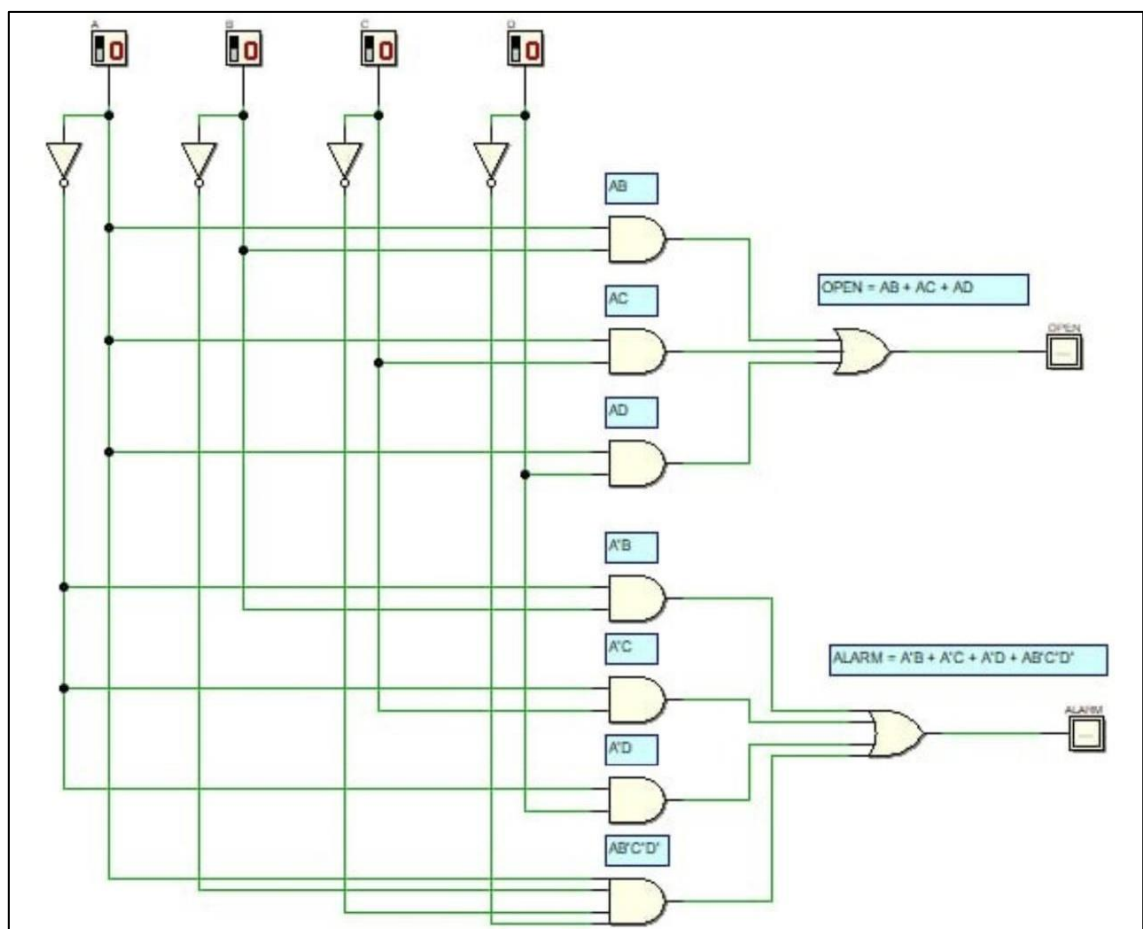 A
B
C
D
0
0
0
0
AB
OPEN = AB + AC + AD
AC
OPEN
AD
A'B
A'C
ALARM = A'B + A'C + A'D + AB'C'D'
ALARM
A'D
AB'C'D'